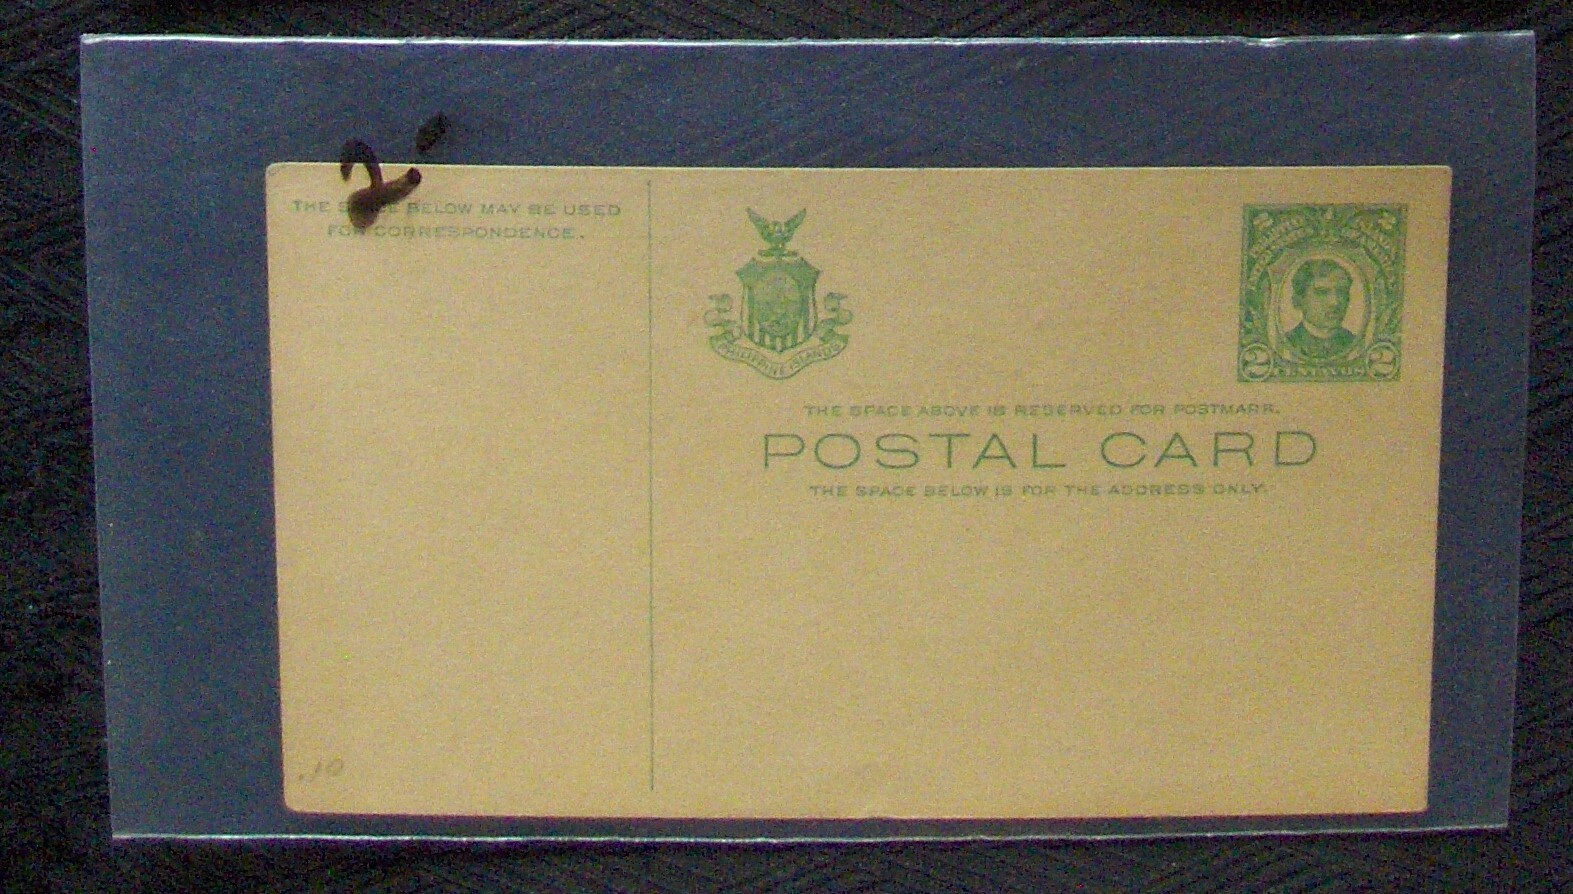 2.-
THE SPACE BELOW MAY BE USED
FOR CORRESPONDENCE.
PHILIPPINE ISLANDS
2 CENTAVOS 2
THE SPACE ABOVE IS RESERVED FOR POSTMARK.
POSTAL CARD
THE SPACE BELOW IS FOR THE ADDRESS ONLY.
.10